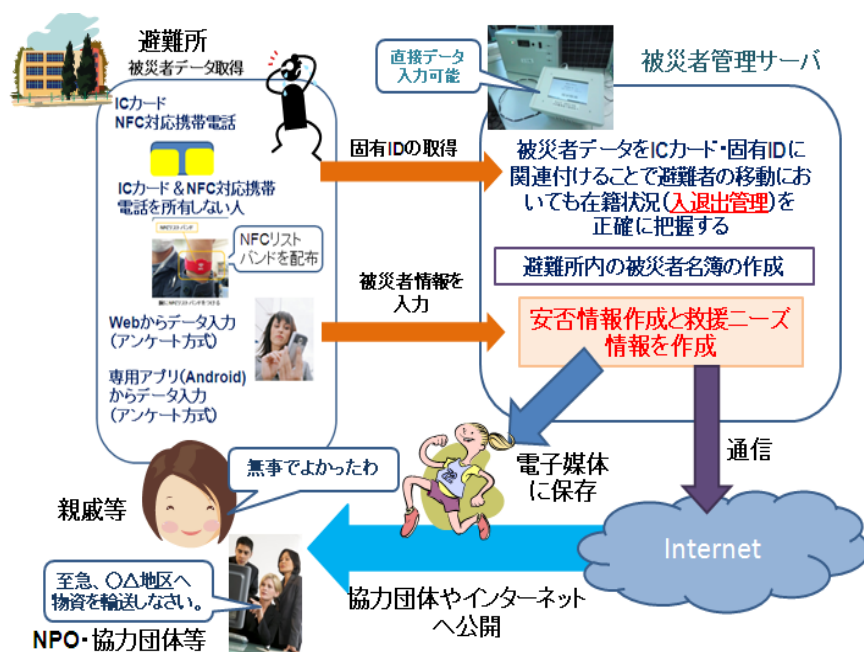 避難所
被災者データ取得
ICカード
NFC対応携帯電話
ICカード&NFC対応携帯
電話を所有しない人
NFCリスト
バンドを配布
Webからデータ入力
(アンケート方式)
専用アプリ(Android)
からデータ入力
(アンケート方式)
固有IDの取得
被災者情報を
入力
直接データ
入力可能
被災者管理サーバ
被災者データをICカード・固有IDに
関連付けることで避難者の移動にお
いても在籍状況(入退出管理)を
正確に把握する
避難所内の被災者名簿の作成
安否情報作成と救援ニーズ
情報を作成
電子媒体
に保存
通信
Internet
協力団体やインターネット
へ公開
無事でよかったわ
親戚等
至急、○△地区へ
物資を輸送しなさい。
NPO・協力団体等